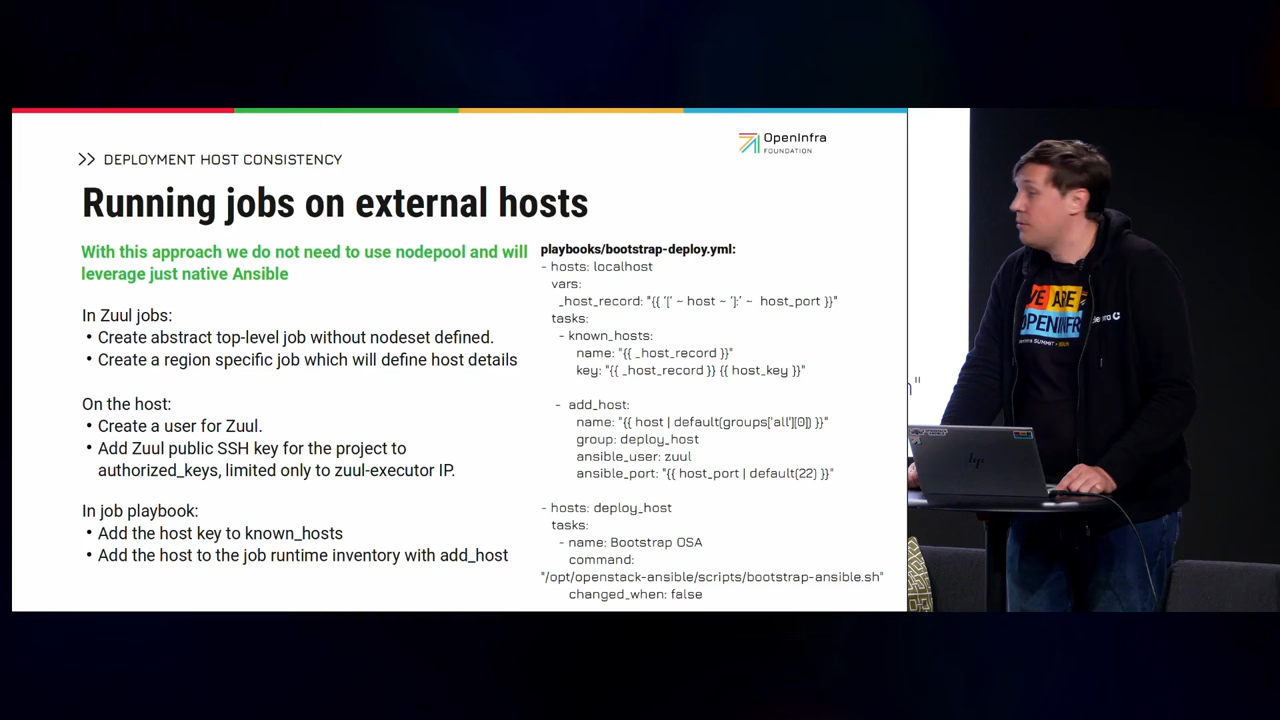 OpenInfra
FOUNDATION
>> DEPLOYMENT HOST CONSISTENCY
Running jobs on external hosts
With this approach we do not need to use nodepool and will
leverage just native Ansible
In Zuul jobs:
• Create abstract top-level job without nodeset defined.
• Create a region specific job which will define host details
On the host:
• Create a user for Zuul.
• Add Zuul public SSH key for the project to
authorized_keys, limited only to zuul-executor IP.
In job playbook:
• Add the host key to known_hosts
• Add the host to the job runtime inventory with add_host
playbooks/bootstrap-deploy.yml:
- hosts: localhost
vars:
_host_record: "{{ '[' ~ host ~ ']:' ~ host_port }}"
tasks:
- known_hosts:
name: "{{ _host_record }}"
key: "{{ _host_record }} {{ host_key }}"
- add_host:
name: "{{ host | default(groups['all'][0]) }}"
group: deploy_host
ansible_user: zuul
ansible_port: "{{ host_port | default(22) }}"
- hosts: deploy_host
tasks:
- name: Bootstrap OSA
command:
"/opt/openstack-ansible/scripts/bootstrap-ansible.sh"
changed_when: false
WE ARE
OPENINFRA
SUMMIT
hp